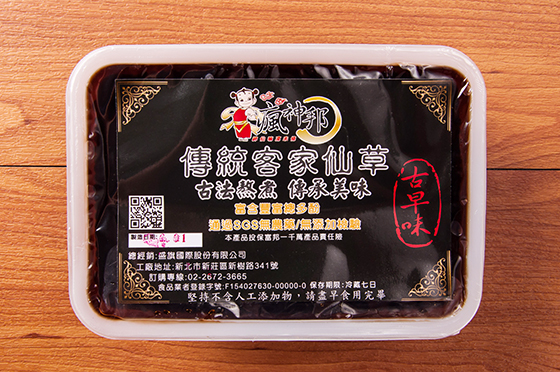 瘋神邦
傳統客家仙草
古法熬煮 傳承美味
古早味
富含豐富總多酚
通過SGS無農藥/無添加檢驗
本產品投保富邦一千萬產品責任險
製造日期:
總經銷:盛旗國際股份有限公司
工廠地址:新北市新莊區新樹路341號
訂購專線:02-2672-3665
食品業者登錄字號:F154027630-00000-0 保存期限:冷藏七日
堅持不含人工添加物,請盡早食用完畢